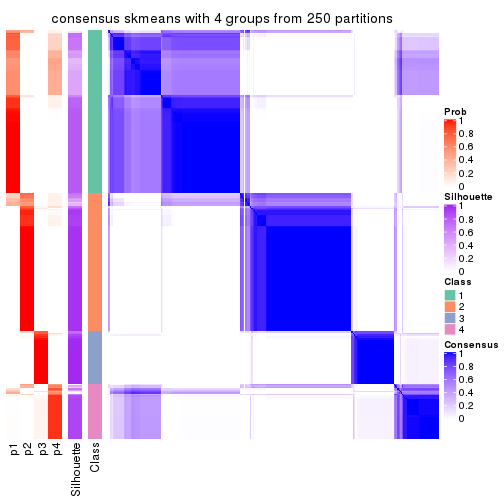 consensus skmeans with 4 groups from 250 partitions
Prob
1
0.8
0.6
0.4
0.2
0
Silhouette
1
0.8
0.6
0.4
0.2
0
Class
1
2
3
4
Consensus
1
0.8
0.6
0.4
0.2
0
p1
p2
p3
p4
Silhouette
Class